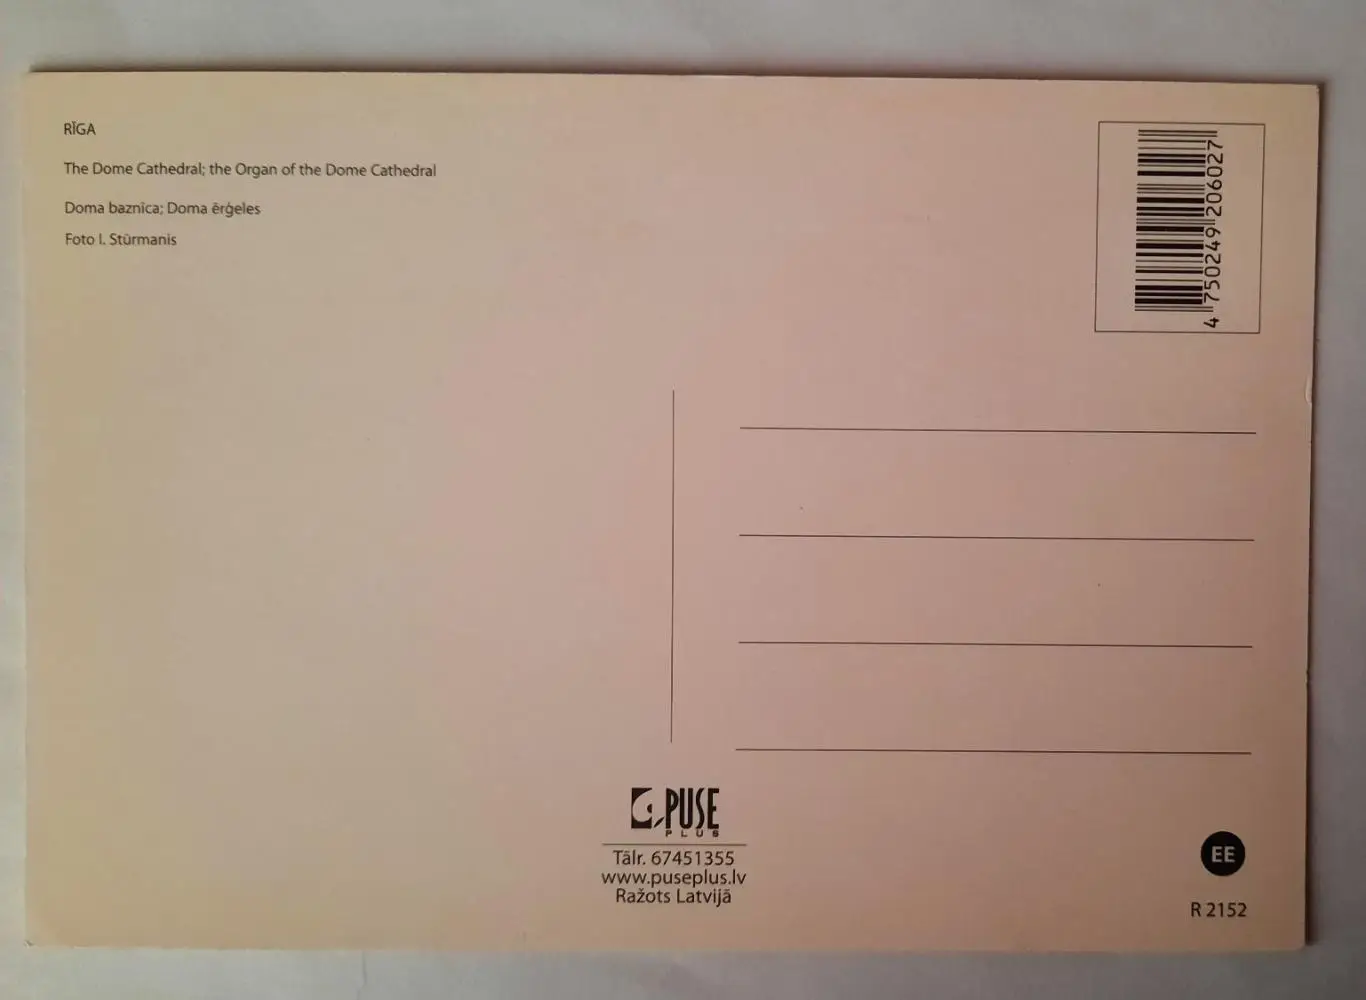 RĪGA
The Dome Cathedral; the Organ of the Dome Cathedral
Doma baznīca; Doma ērģeles
Foto I. Stūrmanis
4 750249 206027
PUSE
PLUS
Tālr. 67451355
www.puseplus.lv
Ražots Latvijā
EE
R 2152